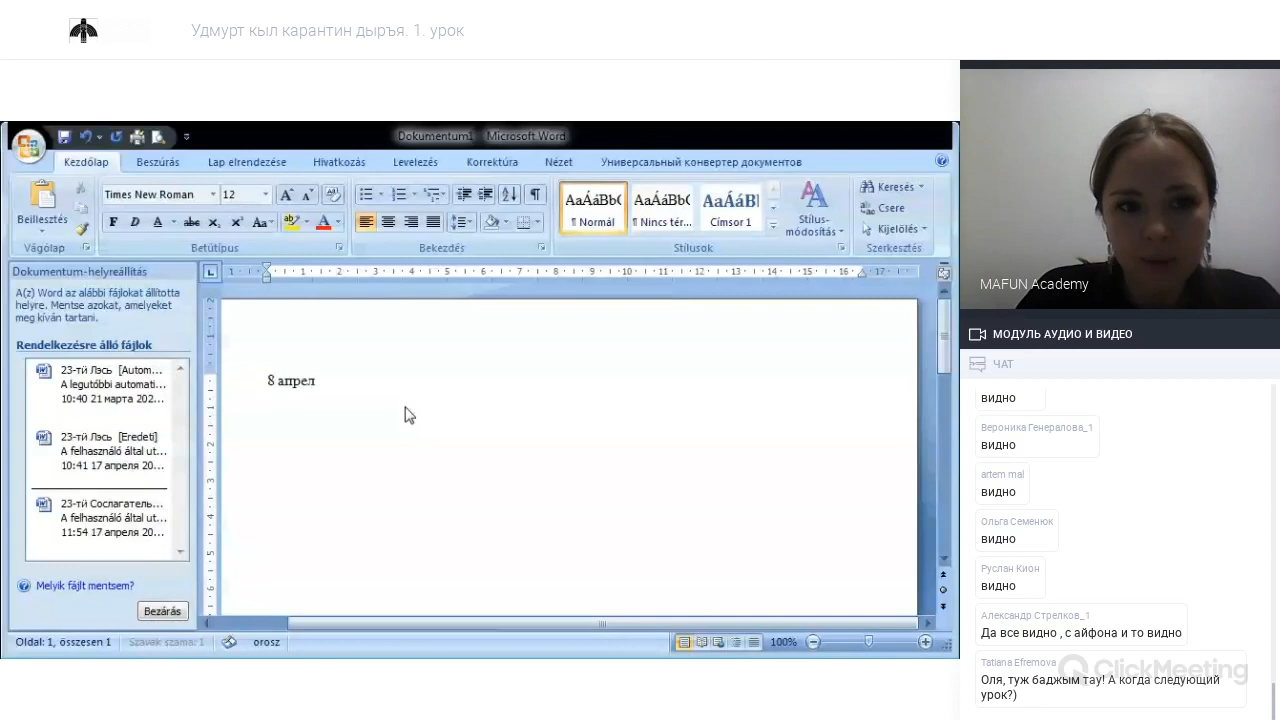 Удмурт кыл карантин дыръя. 1. урок
Dokumentum1 - Microsoft Word
Kezdőlap Beszúrás Lap elrendezése Hivatkozás Levelezés Korrektúra Nézet Универсальный конвертер документов
Beillesztés
Times New Roman 12
AaÁáBb( AaÁáBb( AaÁáBl
¶ Normál ¶ Nincs tér... Címsor 1
Stílus-
módosítás
Keresés
Csere
Kijelölés
Vágólap Betűtípus Bekezdés Stílusok Szerkesztés
Dokumentum-helyreállítás
A(z) Word az alábbi fájlokat állította
helyre. Mentse azokat, amelyeket
meg kíván tartani.
Rendelkezésre álló fájlok
23-тӥ Лэсь [Autom...
A legutóbbi automati...
10:40 21 марта 202...
23-тӥ Лэсь [Eredeti]
A felhasználó által ut...
10:41 17 апреля 20...
23-тӥ Сослагатель...
A felhasználó által ut...
11:54 17 апреля 20...
Melyik fájlt mentsem?
Bezárás
8 апрел
Oldal: 1, összesen 1 Szavak száma: 1 orosz 100%
MAFUN Academy
МОДУЛЬ АУДИО И ВИДЕО
ЧАТ
видно
Вероника Генералова_1
видно
artem mal
видно
Ольга Семенюк
видно
Руслан Кион
видно
Александр Стрелков_1
Да все видно , с айфона и то видно
Tatiana Efremova
Оля, туж баджым тау! А когда следующий
урок?)
ClickMeeting